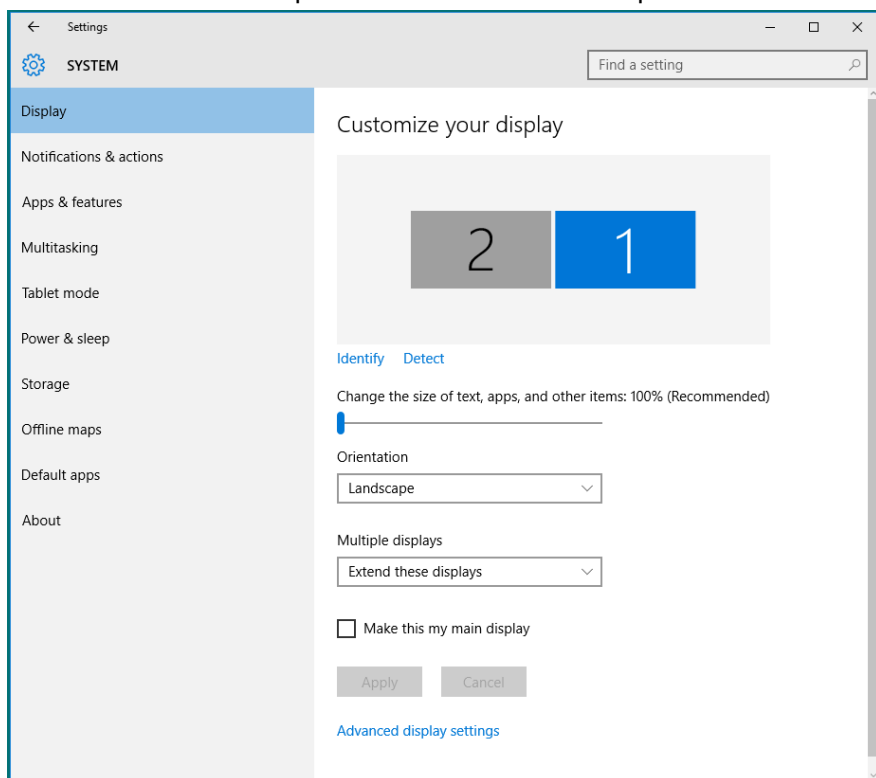 Settings
SYSTEM
Find a setting
Display
Notifications & actions
Apps & features
Multitasking
Tablet mode
Power & sleep
Storage
Offline maps
Default apps
About
Customize your display
2 1
Identify Detect
Change the size of text, apps, and other items: 100% (Recommended)
Orientation
Landscape
Multiple displays
Extend these displays
Make this my main display
Apply Cancel
Advanced display settings